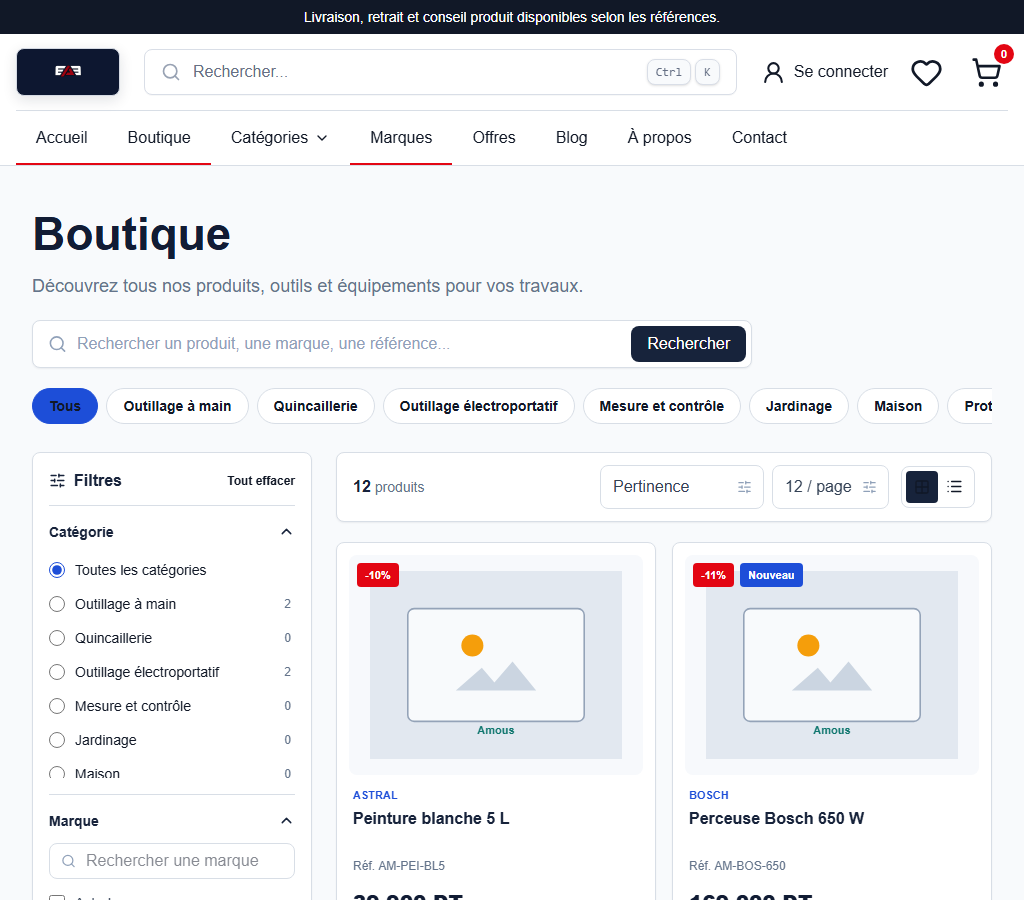 Livraison, retrait et conseil produit disponibles selon les références.
Rechercher... Ctrl K
Se connecter
0
Accueil Boutique Catégories Marques Offres Blog À propos Contact
Boutique
Découvrez tous nos produits, outils et équipements pour vos travaux.
Rechercher un produit, une marque, une référence... Rechercher
Tous Outillage à main Quincaillerie Outillage électroportatif Mesure et contrôle Jardinage Maison Prot
Filtres Tout effacer
Catégorie
Toutes les catégories
Outillage à main 2
Quincaillerie 0
Outillage électroportatif 2
Mesure et contrôle 0
Jardinage 0
Maison 0
Marque
Rechercher une marque
12 produits
Pertinence
12 / page
-10%
Amous
ASTRAL
Peinture blanche 5 L
Réf. AM-PEI-BL5
-11% Nouveau
Amous
BOSCH
Perceuse Bosch 650 W
Réf. AM-BOS-650